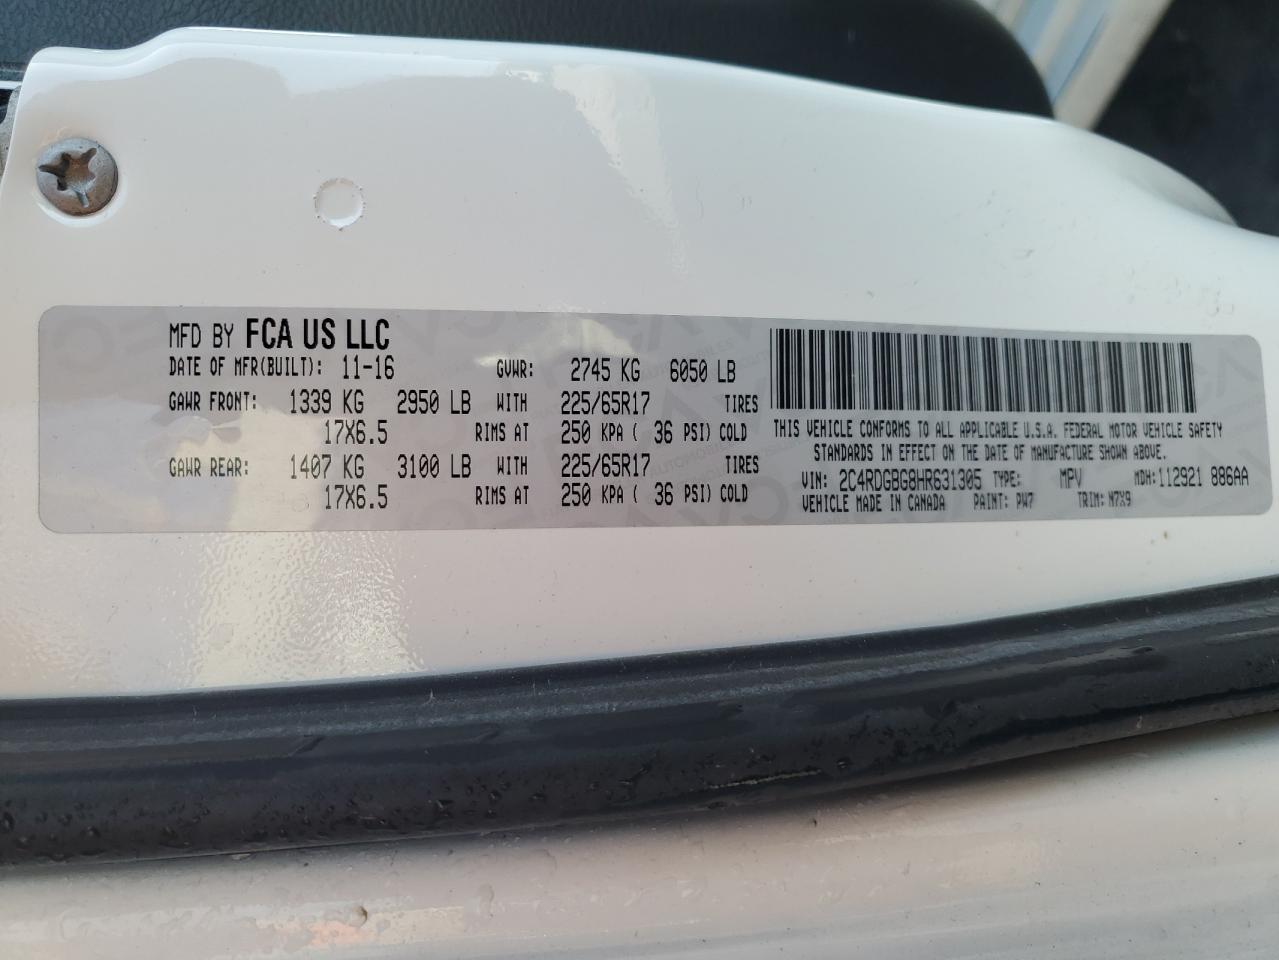 MFD BY FCA US LLC
DATE OF MFR(BUILT): 11-16 GVWR: 2745 KG 6050 LB
GAWR FRONT: 1339 KG 2950 LB WITH 225/65R17 TIRES
17X6.5 RIMS AT 250 KPA ( 36 PSI) COLD
GAWR REAR: 1407 KG 3100 LB WITH 225/65R17 TIRES
17X6.5 RIMS AT 250 KPA ( 36 PSI) COLD
THIS VEHICLE CONFORMS TO ALL APPLICABLE U.S.A. FEDERAL MOTOR VEHICLE SAFETY
STANDARDS IN EFFECT ON THE DATE OF MANUFACTURE SHOWN ABOVE.
VIN: 2C4RDGBG8HR631305 TYPE: MPV MDH: 112921 886AA
VEHICLE MADE IN CANADA PAINT: PW7 TRIM: N7X9